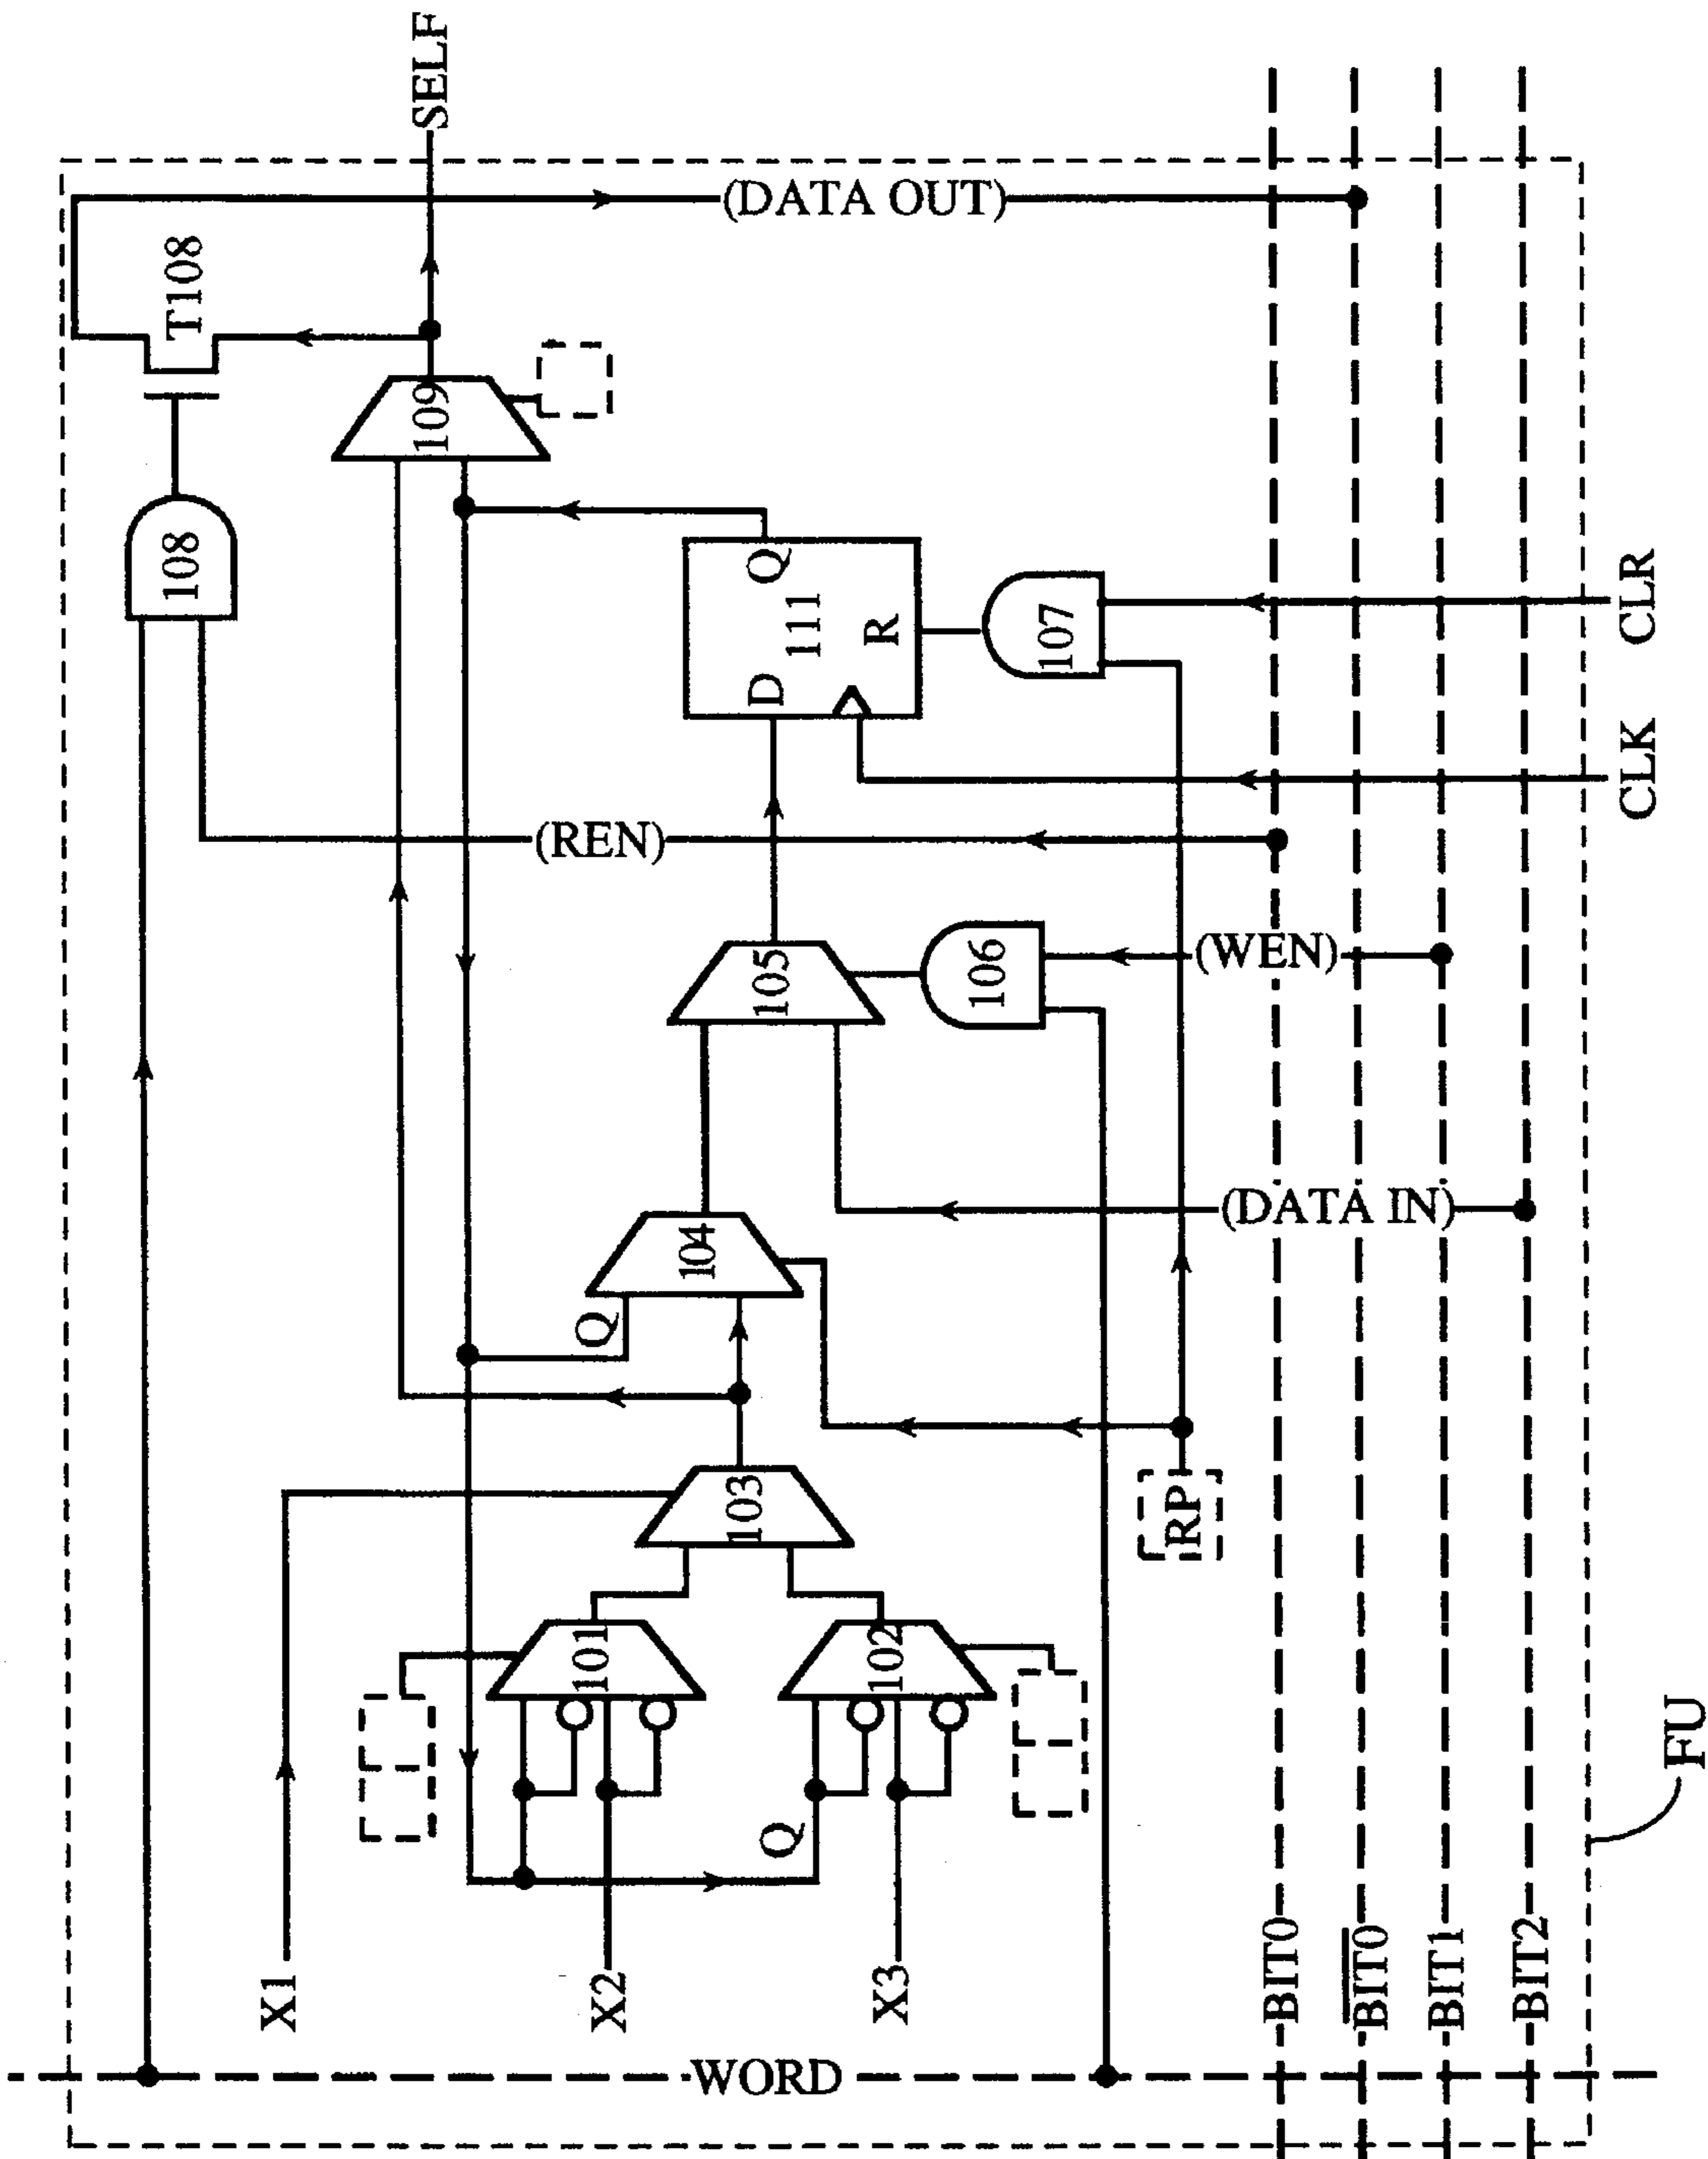 X1
X2
X3
WORD
Q
Q
101
102
103
104
105
106
107
108
109
111
D
Q
R
T108
RP
(REN)
(WEN)
(DATA IN)
(DATA OUT)
SELF
CLK
CLR
BIT0
B̅I̅T̅0̅
BIT1
BIT2
FU